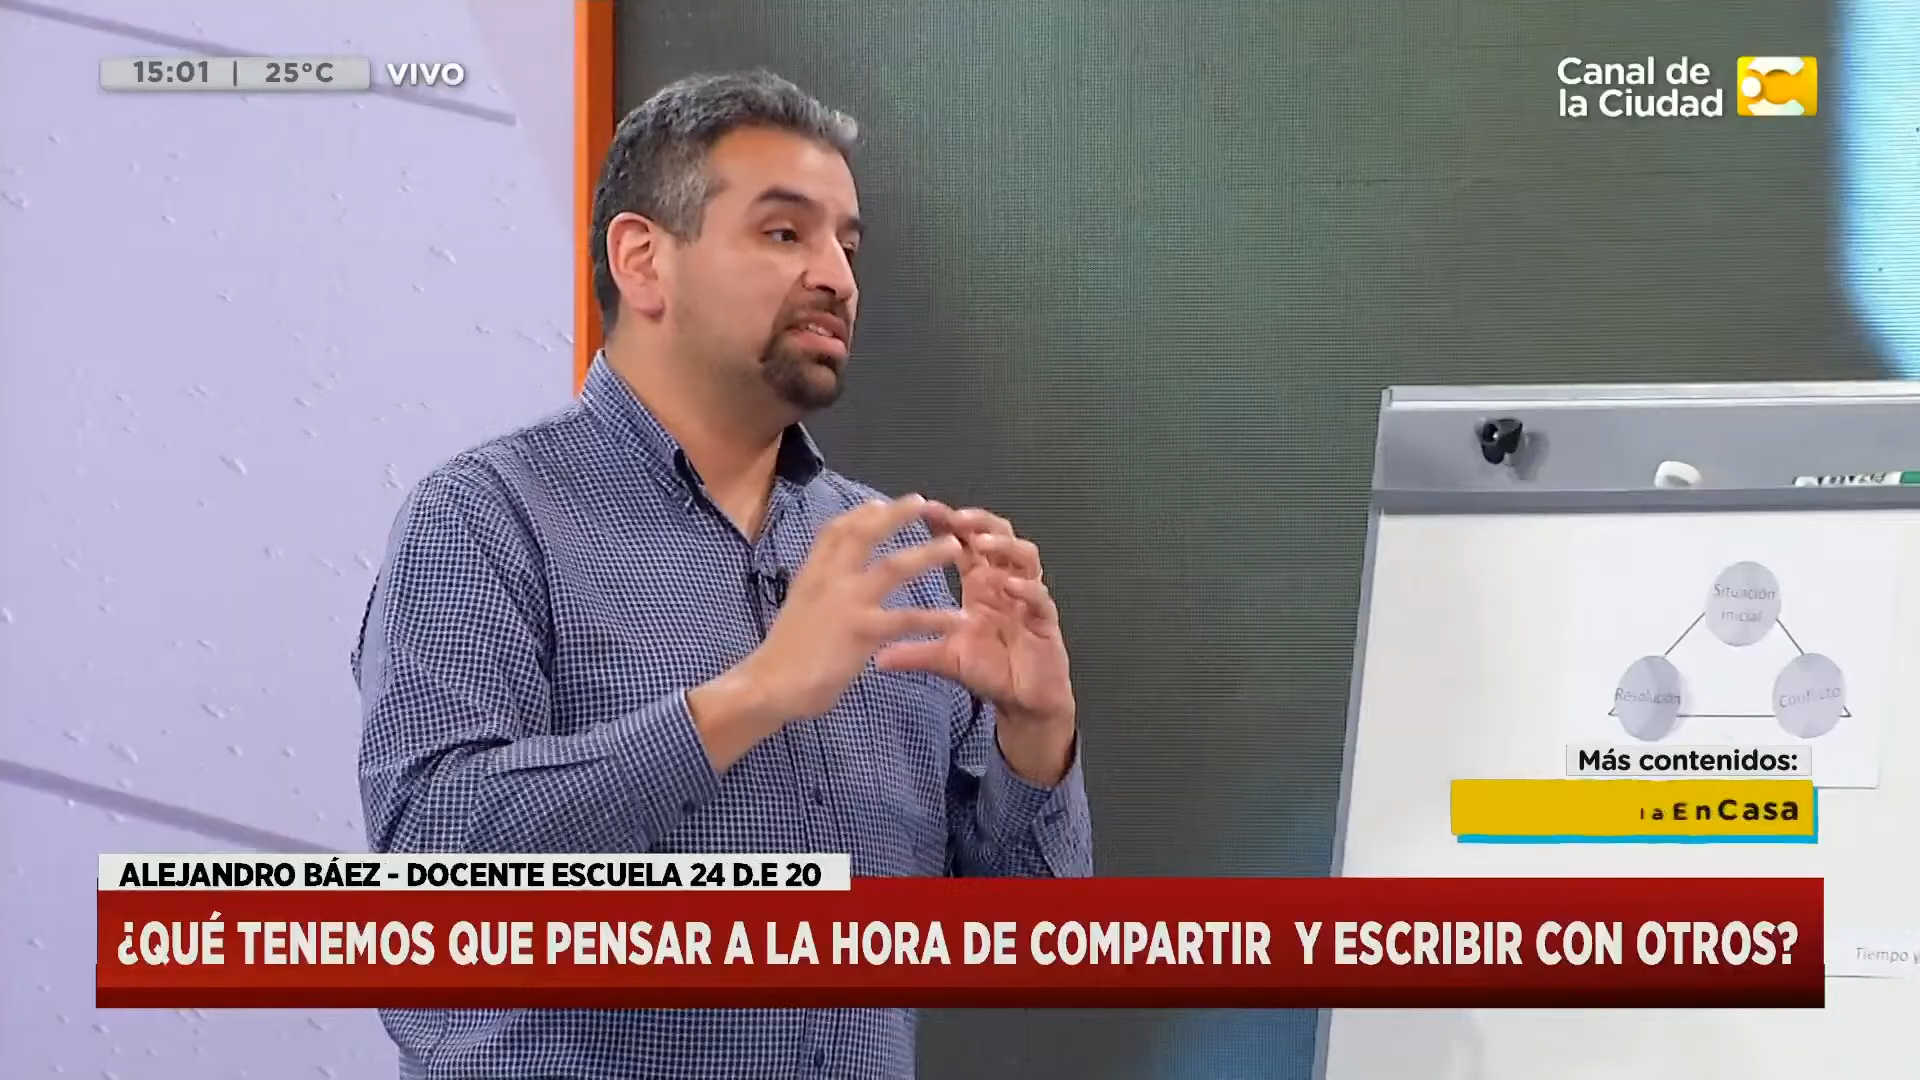 15:01 | 25°C VIVO
Canal de
la Ciudad
Situación
inicial
Resolución
Conflicto
Más contenidos:
la En Casa
ALEJANDRO BÁEZ - DOCENTE ESCUELA 24 D.E 20
¿QUÉ TENEMOS QUE PENSAR A LA HORA DE COMPARTIR Y ESCRIBIR CON OTROS?
Tiempo y